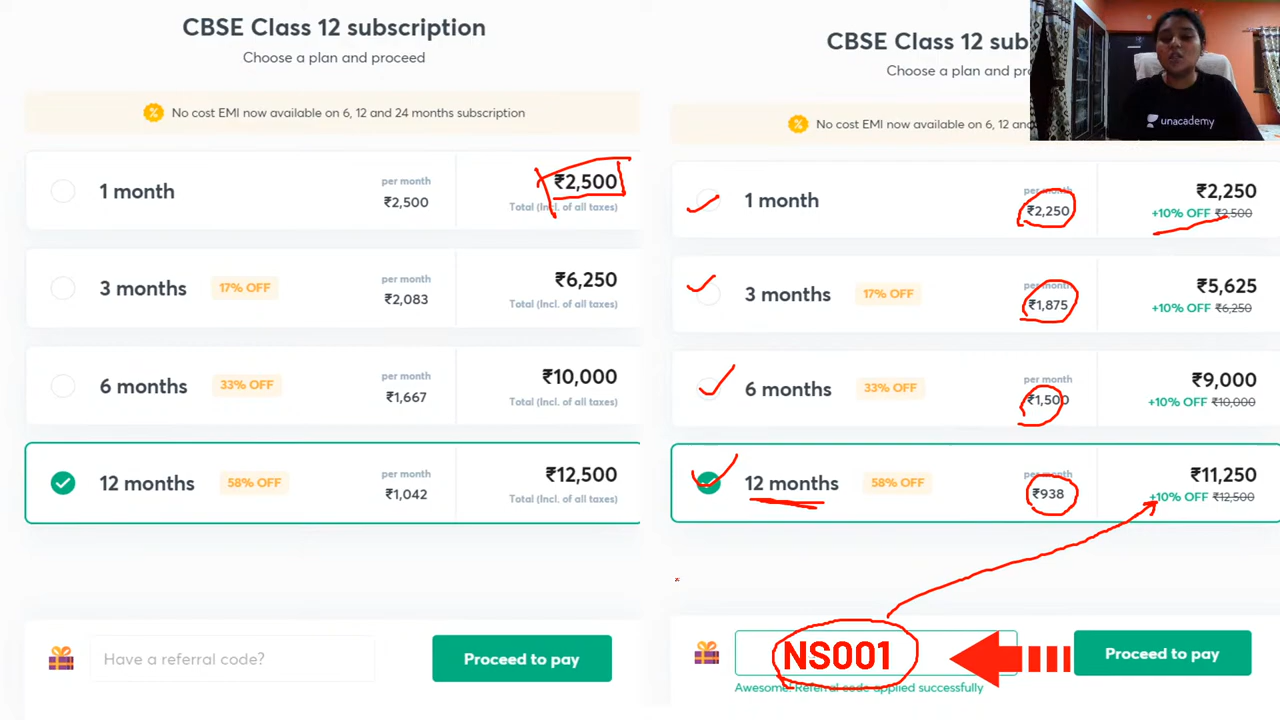 CBSE Class 12 subscription
Choose a plan and proceed
No cost EMI now available on 6, 12 and 24 months subscription
1 month
per month
₹2,500
₹2,500
Total (Incl. of all taxes)
3 months
17% OFF
per month
₹2,083
₹6,250
Total (Incl. of all taxes)
6 months
33% OFF
per month
₹1,667
₹10,000
Total (Incl. of all taxes)
12 months
58% OFF
per month
₹1,042
₹12,500
Total (Incl. of all taxes)
Have a referral code?
Proceed to pay
CBSE Class 12 sub
Choose a plan and pro
No cost EMI now available on 6, 12 and
unacademy
1 month
per month
₹2,250
₹2,250
+10% OFF ₹2,500
3 months
17% OFF
per month
₹1,875
₹5,625
+10% OFF ₹6,250
6 months
33% OFF
per month
₹1,500
₹9,000
+10% OFF ₹10,000
12 months
58% OFF
per month
₹938
₹11,250
+10% OFF ₹12,500
NS001
Awesome! Referral code applied successfully
Proceed to pay